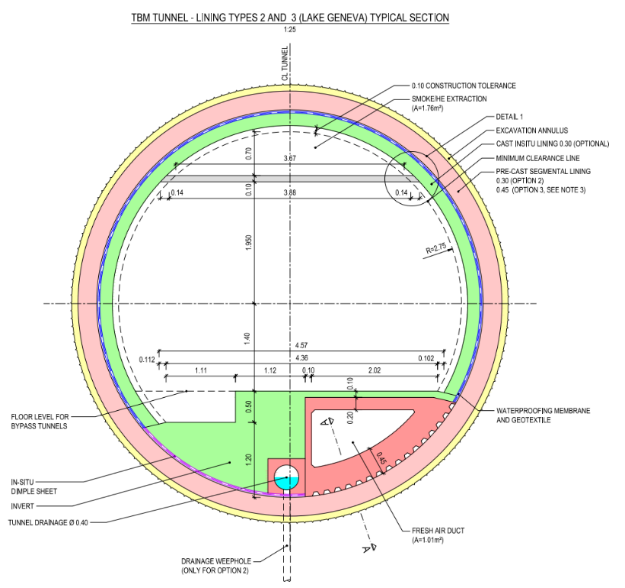 TBM TUNNEL - LINING TYPES 2 AND 3 (LAKE GENEVA) TYPICAL SECTION
1:25
CL TUNNEL
0.10 CONSTRUCTION TOLERANCE
SMOKE/HE EXTRACTION
(A=1.76m²)
DETAIL 1
EXCAVATION ANNULUS
CAST INSITU LINING 0.30 (OPTIONAL)
MINIMUM CLEARANCE LINE
PRE-CAST SEGMENTAL LINING
0.30 (OPTION 2)
0.45 (OPTION 3, SEE NOTE 3)
0.70
3.67
0.10
0.14
3.88
0.14
1.950
R=2.75
1.40
4.57
0.112
4.36
0.102
1.11
1.12
0.10
2.02
0.10
0.50
0.20
A
0.45
1.20
A
FLOOR LEVEL FOR
BYPASS TUNNELS
WATERPROOFING MEMBRANE
AND GEOTEXTILE
IN-SITU
DIMPLE SHEET
INVERT
TUNNEL DRAINAGE Ø 0.40
FRESH AIR DUCT
(A=1.01m²)
DRAINAGE WEEPHOLE
(ONLY FOR OPTION 2)